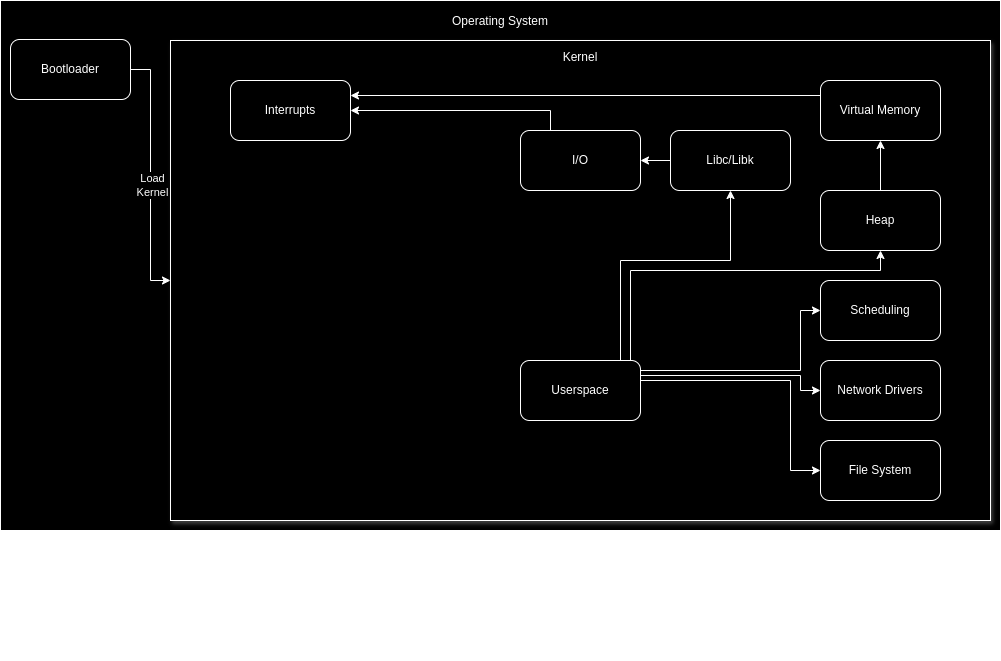 Operating System
Bootloader
Kernel
Interrupts
Virtual Memory
I/O
Libc/Libk
Load
Kernel
Heap
Scheduling
Userspace
Network Drivers
File System